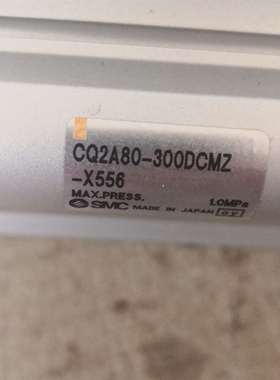 CQ2A80-300DCMZ
-X556
MAX.PRESS. 1.0MPa
SMC MADE IN JAPAN